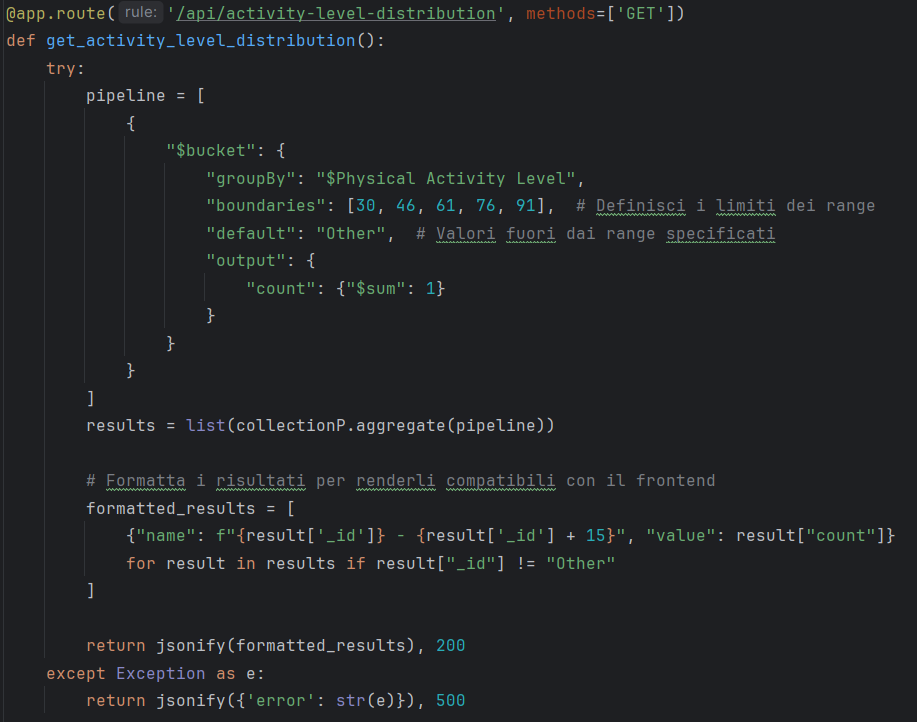 @app.route( rule: '/api/activity-level-distribution', methods=['GET'])
def get_activity_level_distribution():
    try:
        pipeline = [
            {
                "$bucket": {
                    "groupBy": "$Physical Activity Level",
                    "boundaries": [30, 46, 61, 76, 91],  # Definisci i limiti dei range
                    "default": "Other",  # Valori fuori dai range specificati
                    "output": {
                        "count": {"$sum": 1}
                    }
                }
            }
        ]
        results = list(collectionP.aggregate(pipeline))

        # Formatta i risultati per renderli compatibili con il frontend
        formatted_results = [
            {"name": f"{result['_id']} - {result['_id'] + 15}", "value": result["count"]}
            for result in results if result["_id"] != "Other"
        ]

        return jsonify(formatted_results), 200
    except Exception as e:
        return jsonify({'error': str(e)}), 500